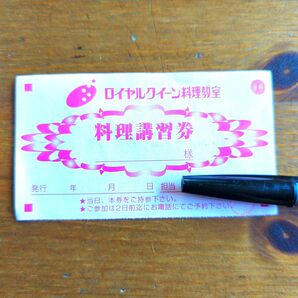 ロイヤルクイーン料理教室
料理講習券
様
発行 年 月 日 担当
★当日、本券をご持参下さい。
★ご参加は2日前迄にお電話にてご予約下さい。